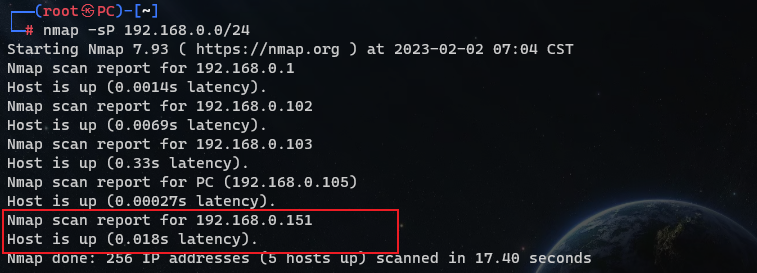 (root㉿PC)-[~]
# nmap -sP 192.168.0.0/24
Starting Nmap 7.93 ( https://nmap.org ) at 2023-02-02 07:04 CST
Nmap scan report for 192.168.0.1
Host is up (0.0014s latency).
Nmap scan report for 192.168.0.102
Host is up (0.0069s latency).
Nmap scan report for 192.168.0.103
Host is up (0.33s latency).
Nmap scan report for PC (192.168.0.105)
Host is up (0.00027s latency).
Nmap scan report for 192.168.0.151
Host is up (0.018s latency).
Nmap done: 256 IP addresses (5 hosts up) scanned in 17.40 seconds